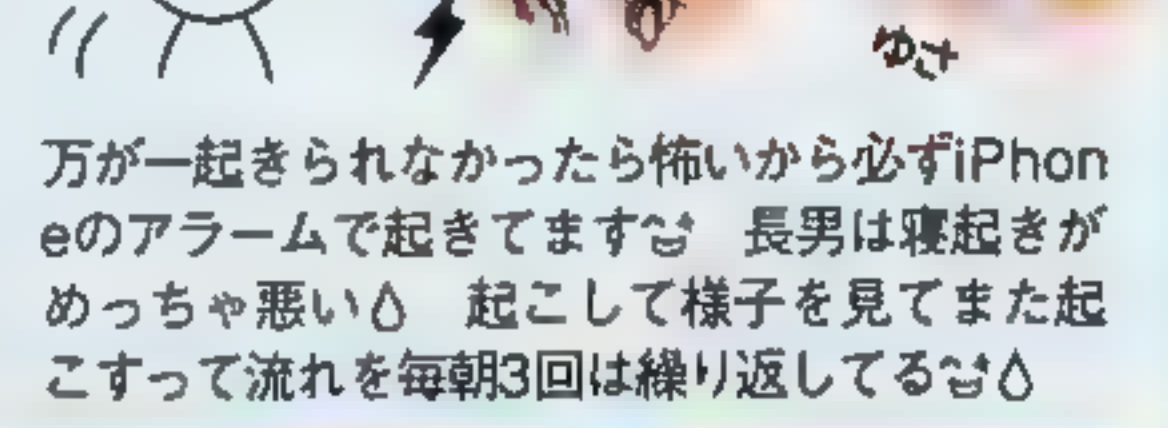 ゆさ
万が一起きられなかったら怖いから必ずiPhon
eのアラームで起きてます😅 長男は寝起きが
めっちゃ悪い💧 起こして様子を見てまた起
こすって流れを毎朝3回は繰り返してる😅💧